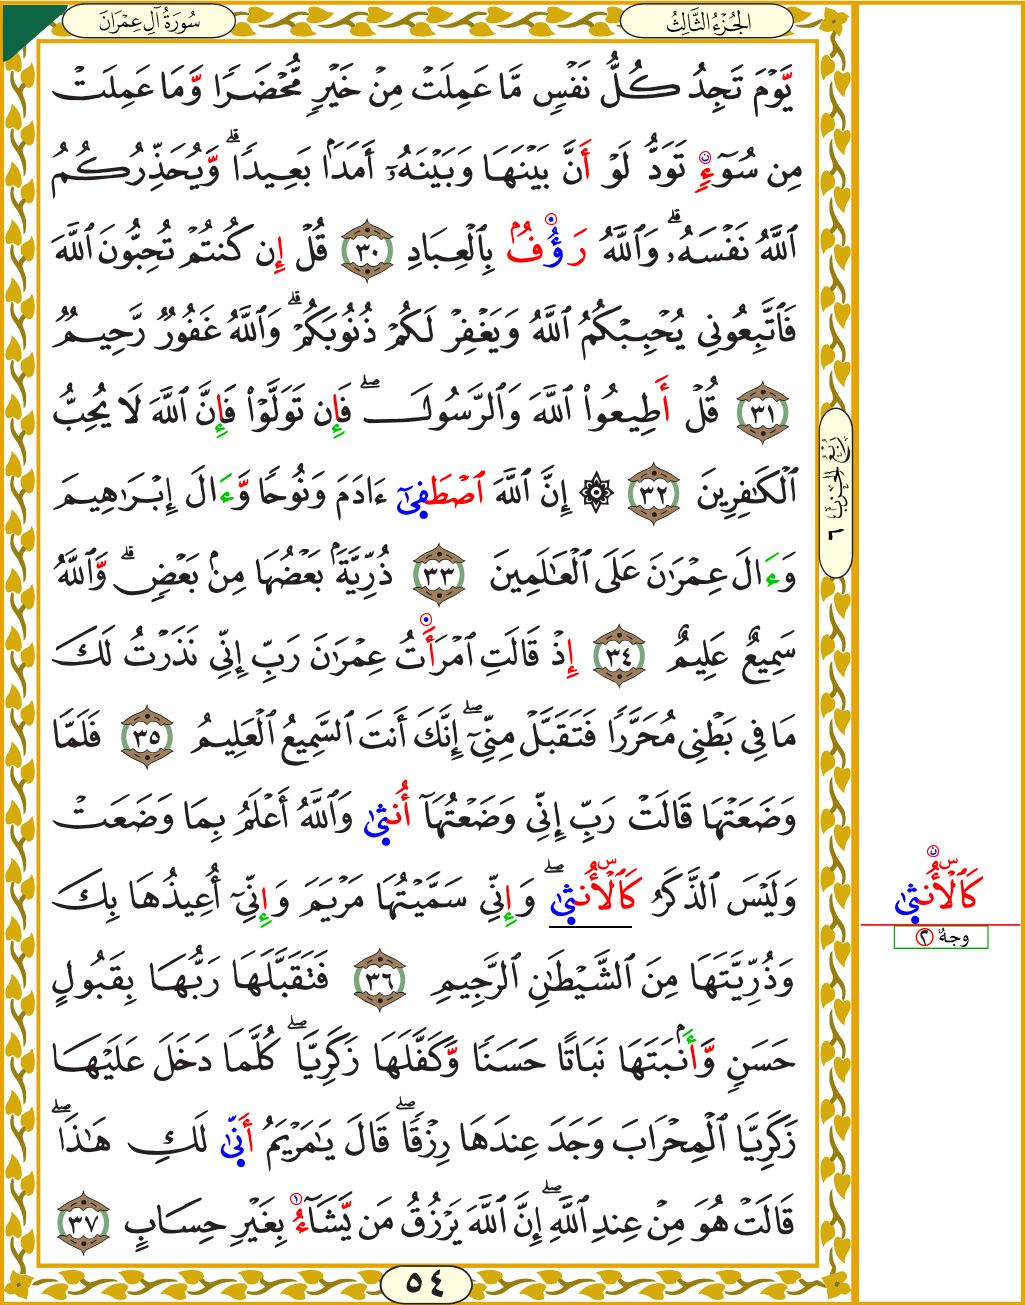 سُورَةُ آلِ عِمْرَانَ
الجُزْءُ الثَّالِثُ
يَّوْمَ تَجِدُ كُلُّ نَفْسٍ مَّا عَمِلَتْ مِنْ خَيْرٍ مُّحْضَرًا وَّمَا عَمِلَتْ
مِن سُوٓءٍ تَوَدُّ لَوْ أَنَّ بَيْنَهَا وَبَيْنَهُۥٓ أَمَدًۢا بَعِيدًا ۗ وَّيُحَذِّرُكُمُ
ٱللَّهُ نَفْسَهُۥ ۗ وَٱللَّهُ رَؤُفٌۢ بِٱلْعِبَادِ ٣٠ قُلْ إِن كُنتُمْ تُحِبُّونَ ٱللَّهَ
فَٱتَّبِعُونِي يُحْبِبْكُمُ ٱللَّهُ وَيَغْفِرْ لَكُمْ ذُنُوبَكُمْ ۗ وَٱللَّهُ غَفُورٌ رَّحِيمٌ
٣١ قُلْ أَطِيعُوا۟ ٱللَّهَ وَٱلرَّسُولَ ۖ فَإِن تَوَلَّوْا۟ فَإِنَّ ٱللَّهَ لَا يُحِبُّ
ٱلْكَٰفِرِينَ ٣٢ ۞ إِنَّ ٱللَّهَ ٱصْطَفَىٰٓ ءَادَمَ وَنُوحًا وَّءَالَ إِبْرَٰهِيمَ
وَءَالَ عِمْرَٰنَ عَلَى ٱلْعَٰلَمِينَ ٣٣ ذُرِّيَّةًۢ بَعْضُهَا مِنۢ بَعْضٍ ۗ وَّٱللَّهُ
سَمِيعٌ عَلِيمٌ ٣٤ إِذْ قَالَتِ ٱمْرَأَتُ عِمْرَٰنَ رَبِّ إِنِّي نَذَرْتُ لَكَ
مَا فِي بَطْنِي مُحَرَّرًا فَتَقَبَّلْ مِنِّيٓ ۖ إِنَّكَ أَنتَ ٱلسَّمِيعُ ٱلْعَلِيمُ ٣٥ فَلَمَّا
وَضَعَتْهَا قَالَتْ رَبِّ إِنِّي وَضَعْتُهَآ أُنثَىٰ وَٱللَّهُ أَعْلَمُ بِمَا وَضَعَتْ
وَلَيْسَ ٱلذَّكَرُ كَٱلْأُنثَىٰ ۖ وَإِنِّي سَمَّيْتُهَا مَرْيَمَ وَإِنِّيٓ أُعِيذُهَا بِكَ
كَٱلْأُنثَىٰ
وجهٌ ٢
وَذُرِّيَّتَهَا مِنَ ٱلشَّيْطَٰنِ ٱلرَّجِيمِ ٣٦ فَتَقَبَّلَهَا رَبُّهَا بِقَبُولٍ
حَسَنٍ وَّأَنۢبَتَهَا نَبَاتًا حَسَنًا وَّكَفَّلَهَا زَكَرِيَّا ۖ كُلَّمَا دَخَلَ عَلَيْهَا
زَكَرِيَّا ٱلْمِحْرَابَ وَجَدَ عِندَهَا رِزْقًا ۖ قَالَ يَٰمَرْيَمُ أَنَّىٰ لَكِ هَٰذَا ۖ
قَالَتْ هُوَ مِنْ عِندِ ٱللَّهِ ۖ إِنَّ ٱللَّهَ يَرْزُقُ مَن يَّشَآءُ بِغَيْرِ حِسَابٍ ٣٧
رُبْعُ الحِزْبِ ٦
٥٤